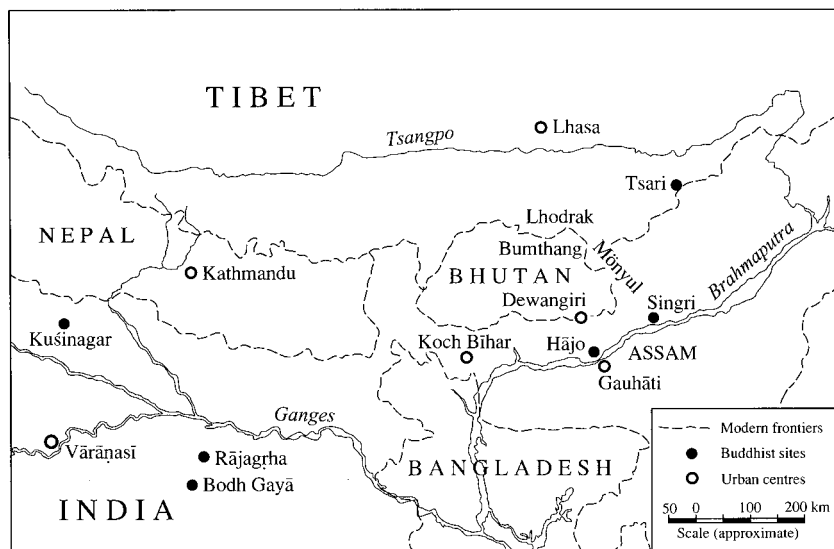 TIBET
Lhasa
Tsangpo
Tsari
Lhodrak
NEPAL
Bumthang
Mönyul
Brahmaputra
Kathmandu
BHUTAN
Dewangiri
Singri
Kuśinagar
Koch Bihar
Hājo
ASSAM
Gauhāti
Ganges
Vārāṇasī
Rājagṛha
BANGLADESH
Bodh Gayā
INDIA
Modern frontiers
Buddhist sites
Urban centres
50 0 100 200 km
Scale (approximate)